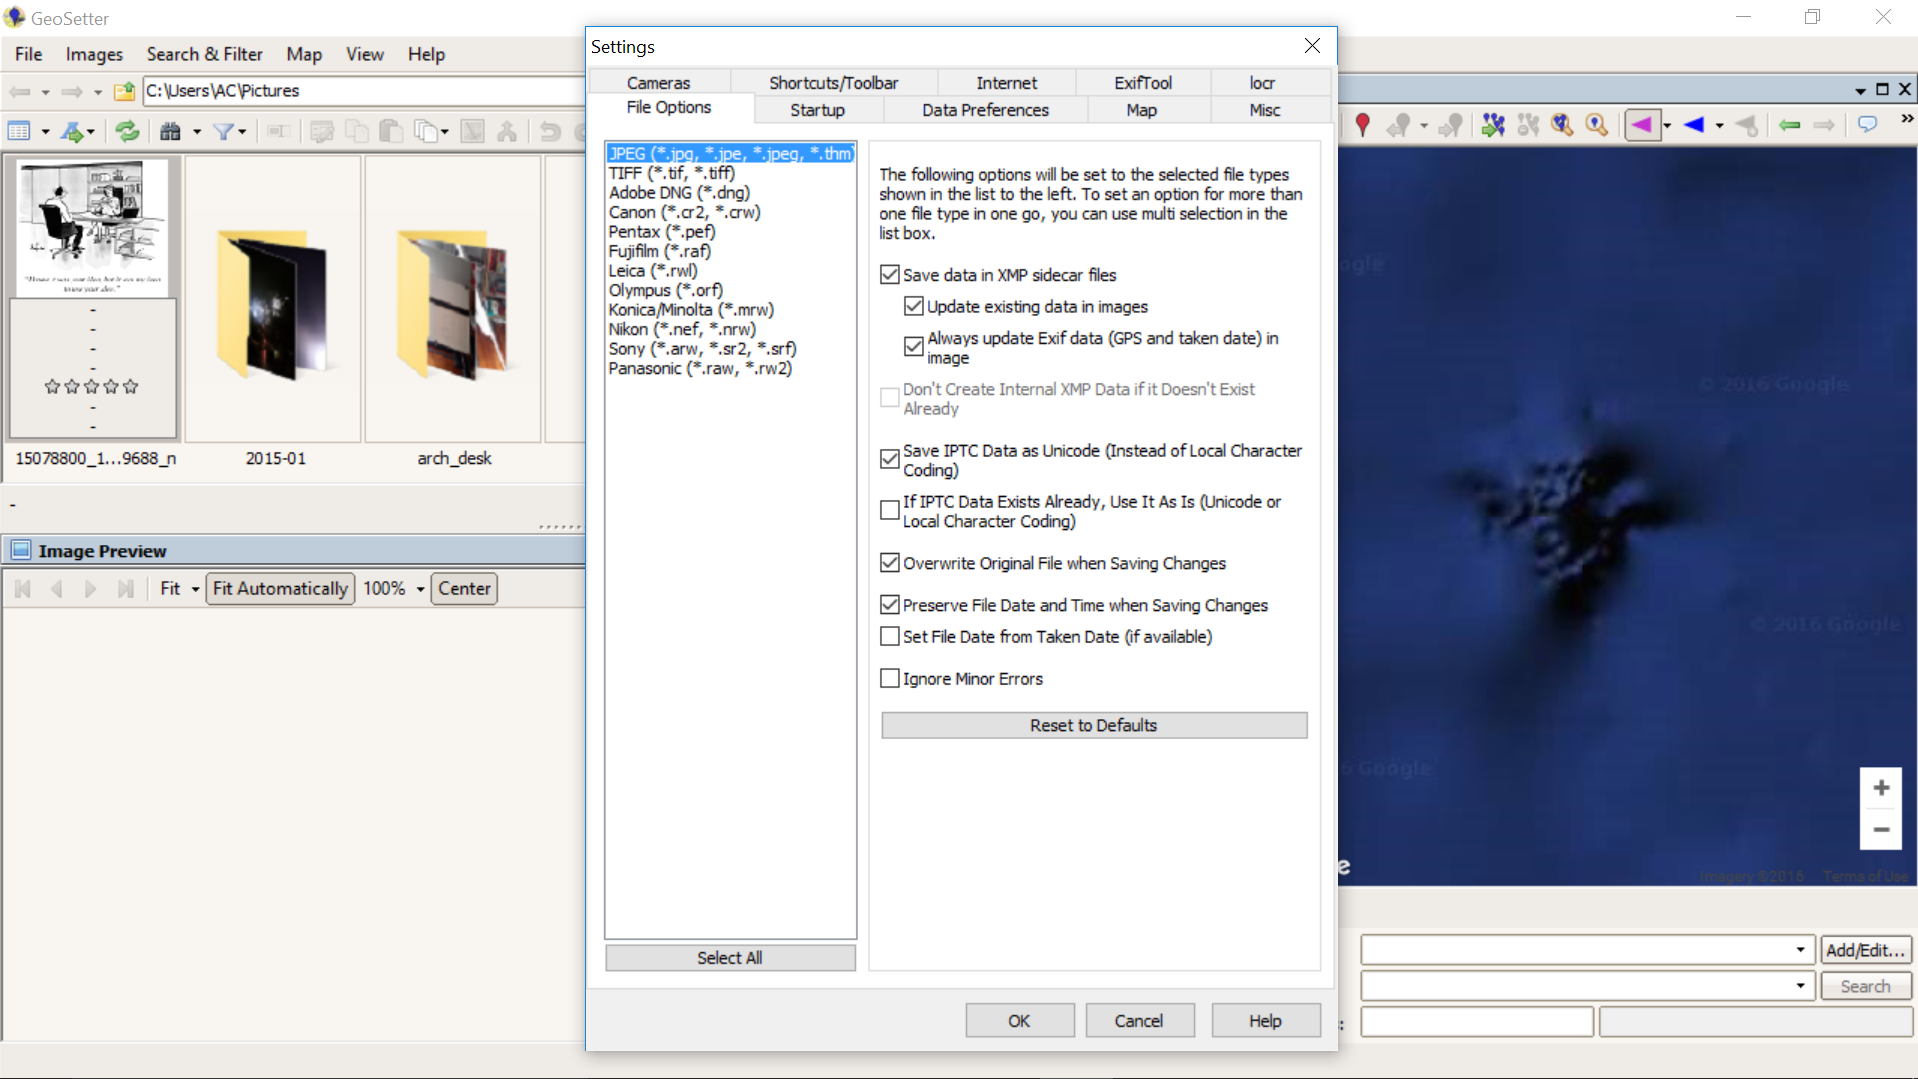 GeoSetter
File Images Search & Filter Map View Help
C:\Users\AC\Pictures
15078800_1...9688_n
2015-01
arch_desk
-
Image Preview
Fit Fit Automatically 100% Center
Settings
Cameras Shortcuts/Toolbar Internet ExifTool locr
File Options Startup Data Preferences Map Misc
JPEG (*.jpg, *.jpe, *.jpeg, *.thm)
TIFF (*.tif, *.tiff)
Adobe DNG (*.dng)
Canon (*.cr2, *.crw)
Pentax (*.pef)
Fujifilm (*.raf)
Leica (*.rwl)
Olympus (*.orf)
Konica/Minolta (*.mrw)
Nikon (*.nef, *.nrw)
Sony (*.arw, *.sr2, *.srf)
Panasonic (*.raw, *.rw2)
Select All
The following options will be set to the selected file types
shown in the list to the left. To set an option for more than
one file type in one go, you can use multi selection in the
list box.
Save data in XMP sidecar files
Update existing data in images
Always update Exif data (GPS and taken date) in
image
Don't Create Internal XMP Data if it Doesn't Exist
Already
Save IPTC Data as Unicode (Instead of Local Character
Coding)
If IPTC Data Exists Already, Use It As Is (Unicode or
Local Character Coding)
Overwrite Original File when Saving Changes
Preserve File Date and Time when Saving Changes
Set File Date from Taken Date (if available)
Ignore Minor Errors
Reset to Defaults
OK Cancel Help
© 2016 Google
© 2016 Google
6 Google
Imagery ©2016 Terms of Use
Add/Edit...
Search